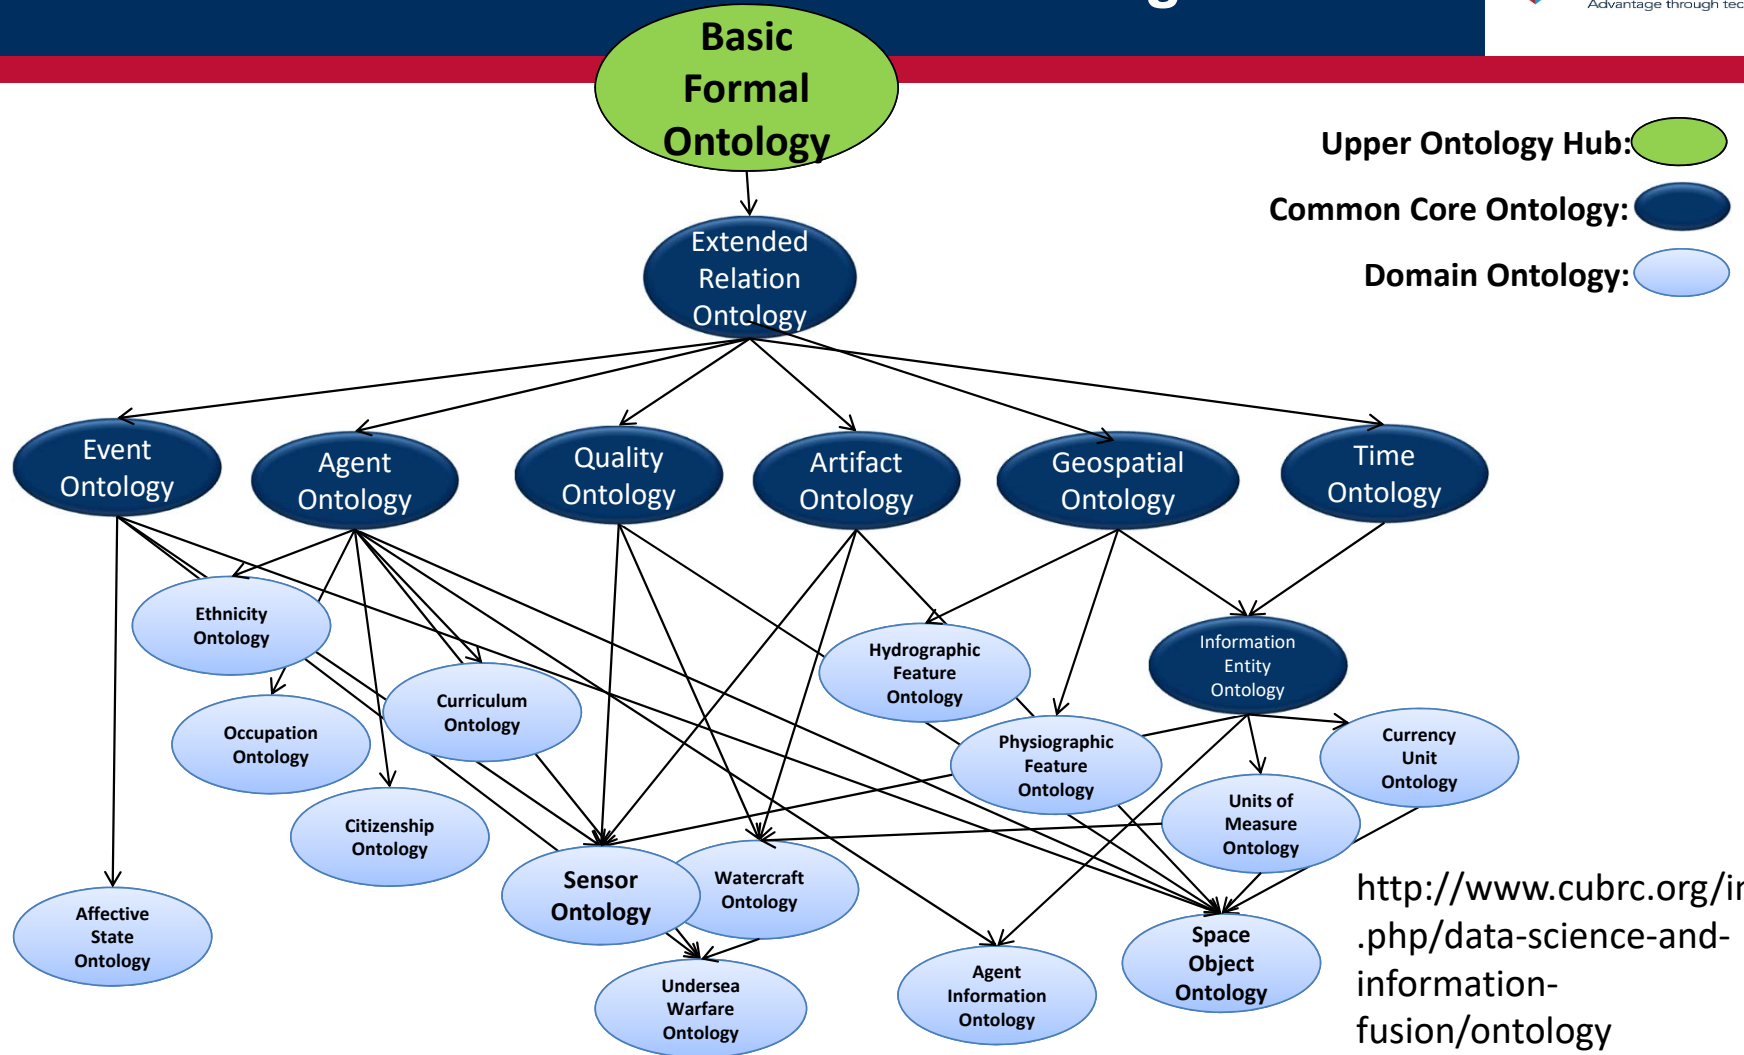 Advantage through tec
Basic
Formal
Ontology
Upper Ontology Hub:
Common Core Ontology:
Domain Ontology:
Extended
Relation
Ontology
Event
Ontology
Agent
Ontology
Quality
Ontology
Artifact
Ontology
Geospatial
Ontology
Time
Ontology
Ethnicity
Ontology
Hydrographic
Feature
Ontology
Information
Entity
Ontology
Curriculum
Ontology
Occupation
Ontology
Physiographic
Feature
Ontology
Currency
Unit
Ontology
Citizenship
Ontology
Units of
Measure
Ontology
Sensor
Ontology
Watercraft
Ontology
Affective
State
Ontology
Undersea
Warfare
Ontology
Agent
Information
Ontology
Space
Object
Ontology
http://www.cubrc.org/in
.php/data-science-and-
information-
fusion/ontology